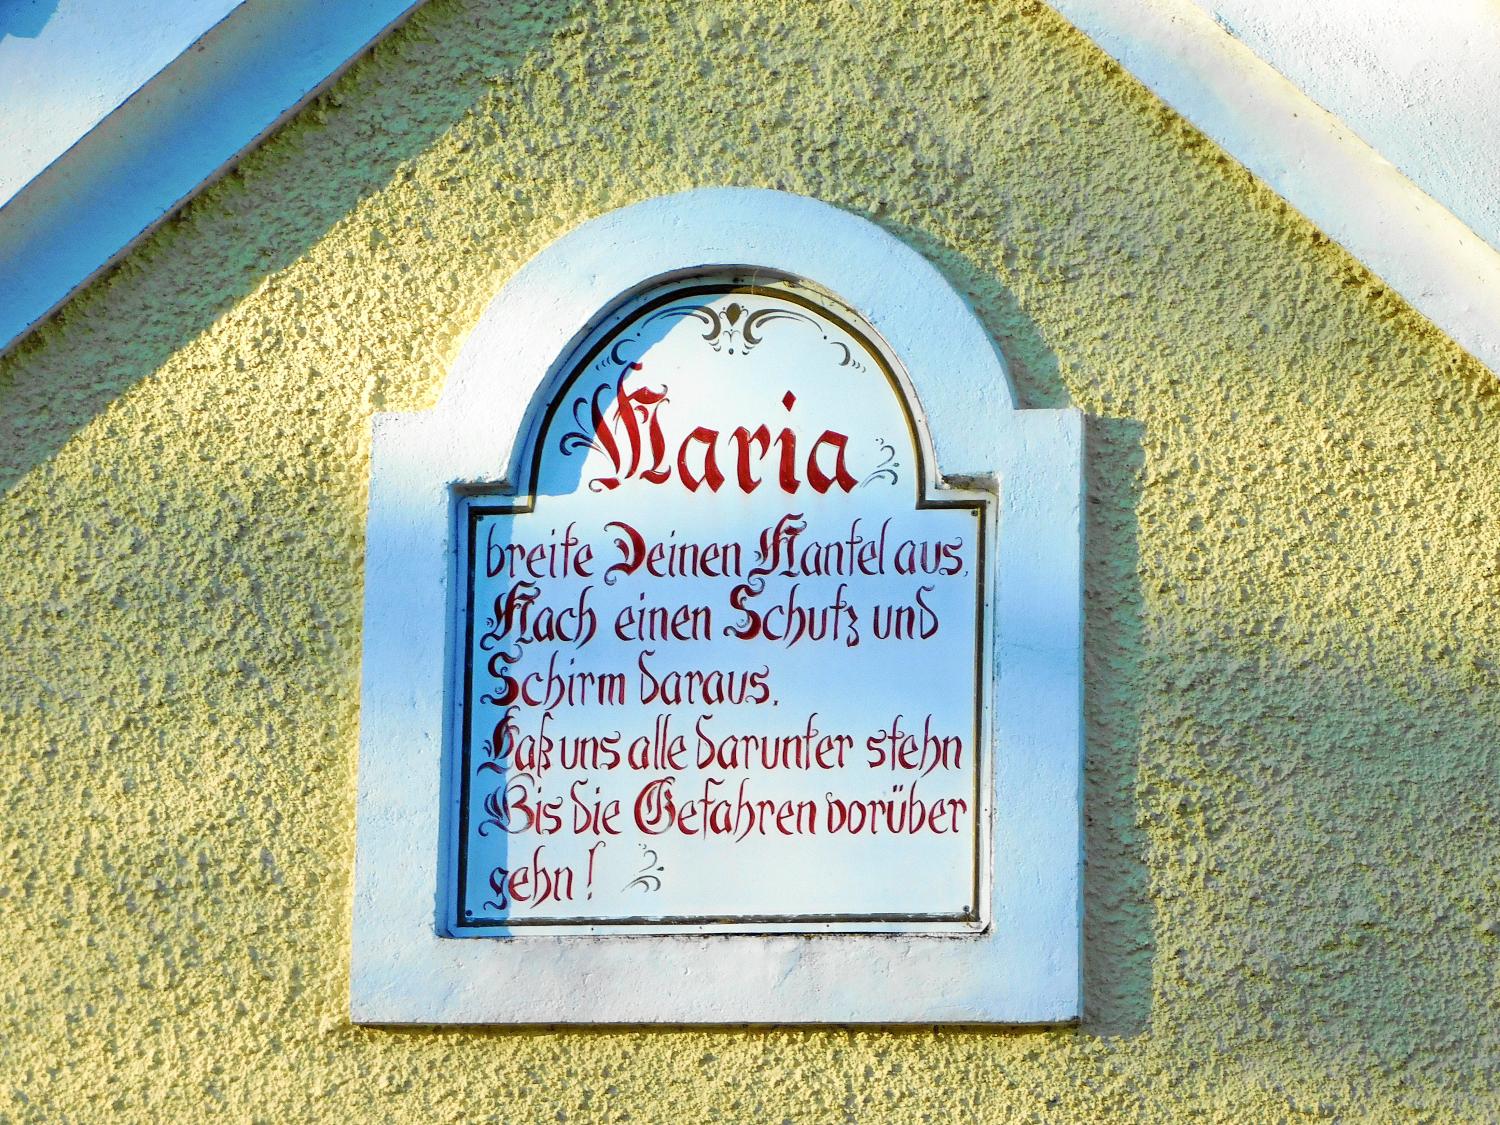 Maria
breite Deinen Mantel aus,
Mach einen Schutz und
Schirm daraus.
Laß uns alle darunter stehn
Bis die Gefahren vorüber
gehn!